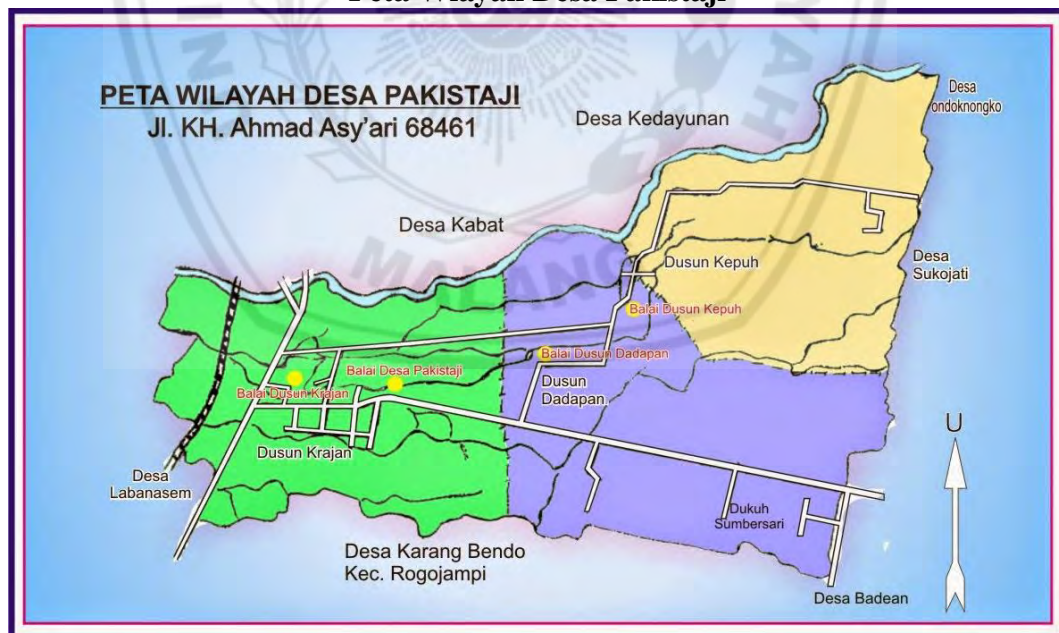 Peta Wilayah Desa Pakistaji
PETA WILAYAH DESA PAKISTAJI
Jl. KH. Ahmad Asy'ari 68461
Desa
ondoknongko
Desa Kedayunan
Desa Kabat
Dusun Kepuh
Desa
Sukojati
Balai Dusun Kepuh
Balai Dusun Dadapan
Balai Desa Pakistaji
Balai Dusun Krajan
Dusun
Dadapan
Dusun Krajan
Desa
Labanasem
Dukuh
Sumbersari
Desa Karang Bendo
Kec. Rogojampi
Desa Badean
U
MALANG